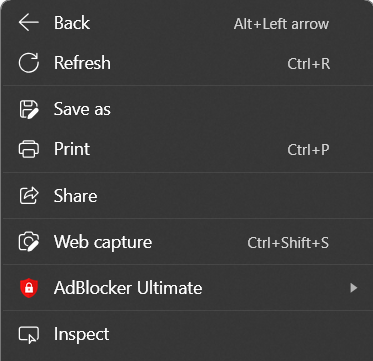 Back Alt+Left arrow
Refresh Ctrl+R
Save as
Print Ctrl+P
Share
Web capture Ctrl+Shift+S
AdBlocker Ultimate
Inspect